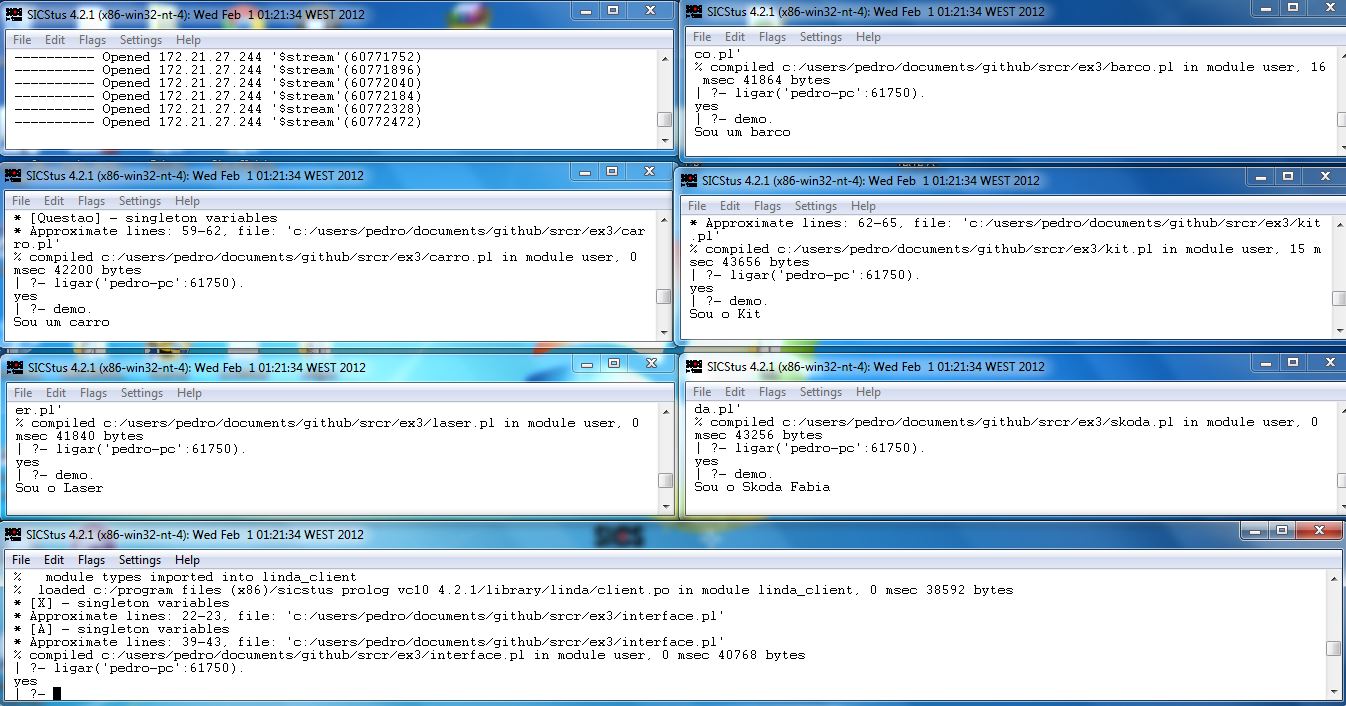 SICStus 4.2.1 (x86-win32-nt-4): Wed Feb  1 01:21:34 WEST 2012
File Edit Flags Settings Help
---------- Opened 172.21.27.244 '$stream'(60771752)
---------- Opened 172.21.27.244 '$stream'(60771896)
---------- Opened 172.21.27.244 '$stream'(60772040)
---------- Opened 172.21.27.244 '$stream'(60772184)
---------- Opened 172.21.27.244 '$stream'(60772328)
---------- Opened 172.21.27.244 '$stream'(60772472)
SICStus 4.2.1 (x86-win32-nt-4): Wed Feb  1 01:21:34 WEST 2012
File Edit Flags Settings Help
co.pl'
% compiled c:/users/pedro/documents/github/srcr/ex3/barco.pl in module user, 16
 msec 41864 bytes
| ?- ligar('pedro-pc':61750).
yes
| ?- demo.
Sou um barco
SICStus 4.2.1 (x86-win32-nt-4): Wed Feb  1 01:21:34 WEST 2012
File Edit Flags Settings Help
* [Questao] - singleton variables
* Approximate lines: 59-62, file: 'c:/users/pedro/documents/github/srcr/ex3/car
ro.pl'
% compiled c:/users/pedro/documents/github/srcr/ex3/carro.pl in module user, 0
msec 42200 bytes
| ?- ligar('pedro-pc':61750).
yes
| ?- demo.
Sou um carro
SICStus 4.2.1 (x86-win32-nt-4): Wed Feb  1 01:21:34 WEST 2012
File Edit Flags Settings Help
* Approximate lines: 62-65, file: 'c:/users/pedro/documents/github/srcr/ex3/kit
.pl'
% compiled c:/users/pedro/documents/github/srcr/ex3/kit.pl in module user, 15 m
sec 43656 bytes
| ?- ligar('pedro-pc':61750).
yes
| ?- demo.
Sou o Kit
SICStus 4.2.1 (x86-win32-nt-4): Wed Feb  1 01:21:34 WEST 2012
File Edit Flags Settings Help
er.pl'
% compiled c:/users/pedro/documents/github/srcr/ex3/laser.pl in module user, 0
msec 41840 bytes
| ?- ligar('pedro-pc':61750).
yes
| ?- demo.
Sou o Laser
SICStus 4.2.1 (x86-win32-nt-4): Wed Feb  1 01:21:34 WEST 2012
File Edit Flags Settings Help
da.pl'
% compiled c:/users/pedro/documents/github/srcr/ex3/skoda.pl in module user, 0
msec 43256 bytes
| ?- ligar('pedro-pc':61750).
yes
| ?- demo.
Sou o Skoda Fabia
SICStus 4.2.1 (x86-win32-nt-4): Wed Feb  1 01:21:34 WEST 2012
File Edit Flags Settings Help
%   module types imported into linda_client
%  loaded c:/program files (x86)/sicstus prolog vc10 4.2.1/library/linda/client.po in module linda_client, 0 msec 38592 bytes
* [X] - singleton variables
* Approximate lines: 22-23, file: 'c:/users/pedro/documents/github/srcr/ex3/interface.pl'
* [A] - singleton variables
* Approximate lines: 39-43, file: 'c:/users/pedro/documents/github/srcr/ex3/interface.pl'
% compiled c:/users/pedro/documents/github/srcr/ex3/interface.pl in module user, 0 msec 40768 bytes
| ?- ligar('pedro-pc':61750).
yes
| ?-